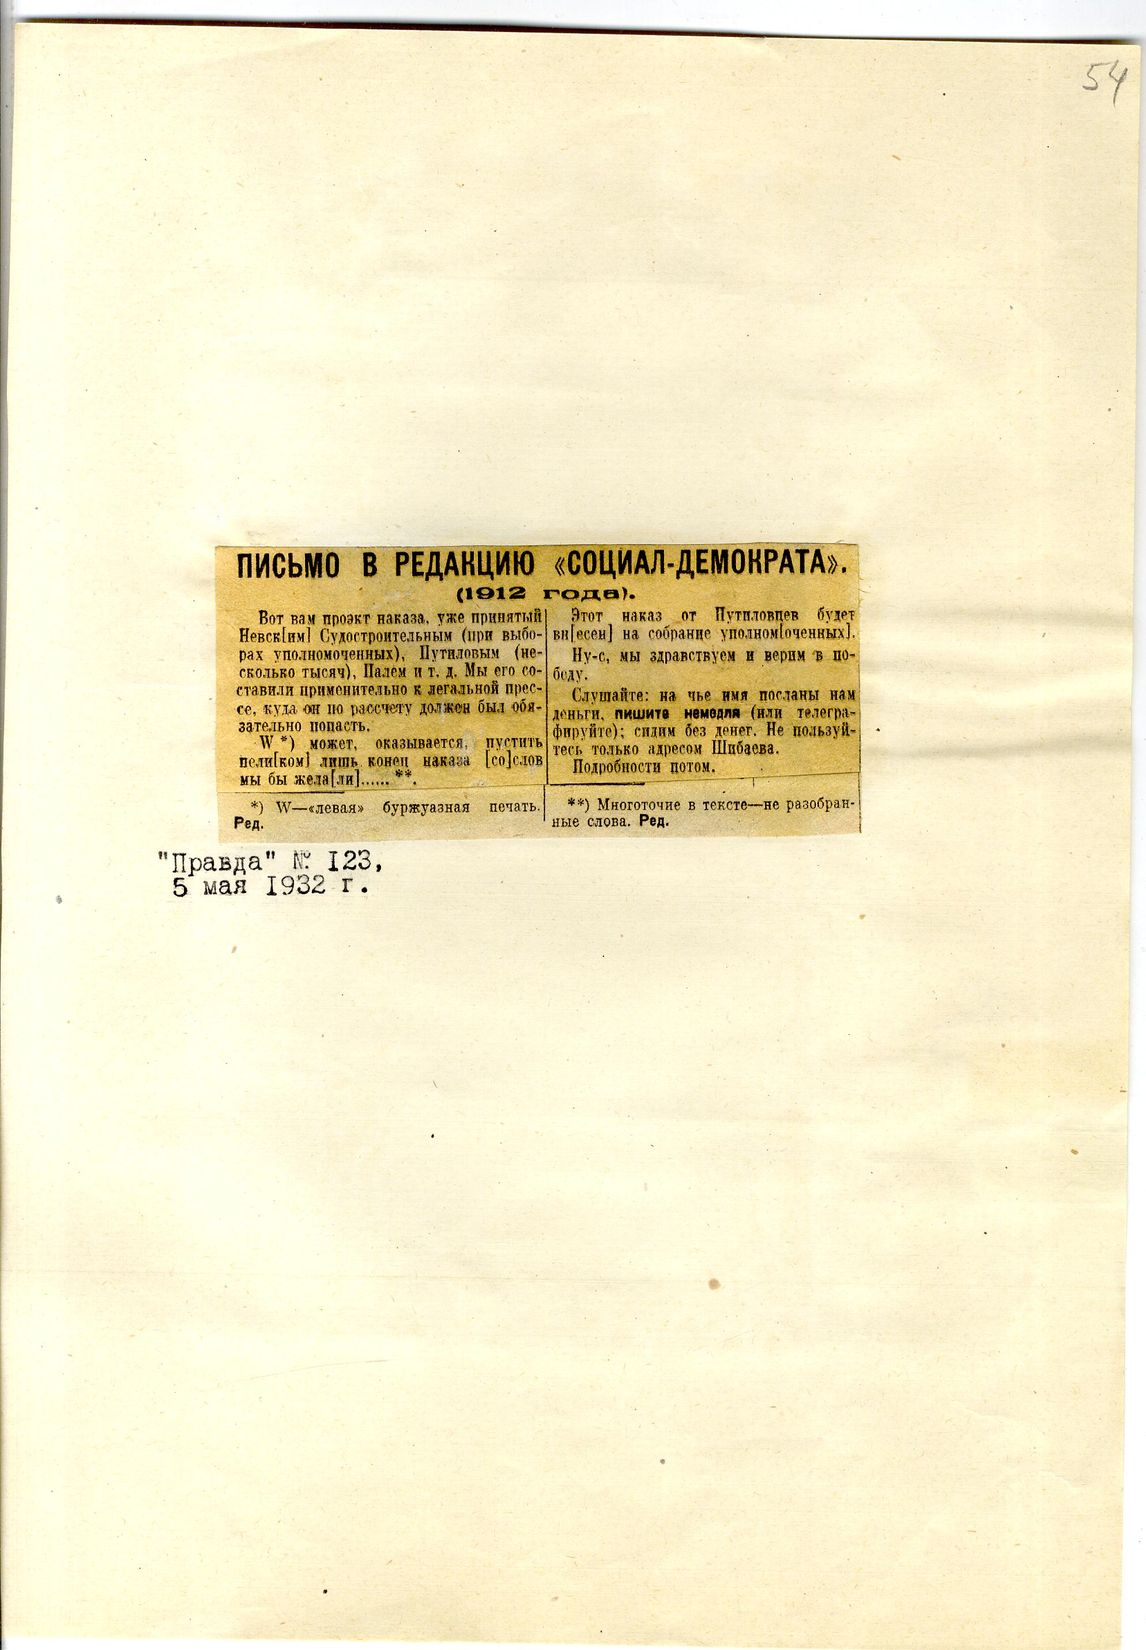 54
ПИСЬМО В РЕДАКЦИЮ «СОЦИАЛ-ДЕМОКРАТА».
(1912 года).
Вот вам проэкт наказа, уже принятый
Невск[им] Судостроительным (при выбо-
рах уполномоченных), Путиловым (не-
сколько тысяч), Палем и т. д. Мы его со-
ставили применительно к легальной прес-
се, куда он по рассчету должен был обя-
зательно попасть.
W *) может, оказывается, пустить
цели[ком] лишь конец наказа [со]слов
мы бы жела[ли]...... **.
*) W—«левая» буржуазная печать.
Ред.
Этот наказ от Путиловцев будет
вн[есен] на собрание уполном[оченных].
Ну-с, мы здравствуем и верим в по-
беду.
Слушайте: на чье имя посланы нам
деньги, пишите немедля (или телегра-
фируйте); сидим без денег. Не пользуй-
тесь только адресом Шибаева.
Подробности потом.
**) Многоточие в тексте—не разобран-
ные слова. Ред.
"Правда" № 123,
5 мая 1932 г.